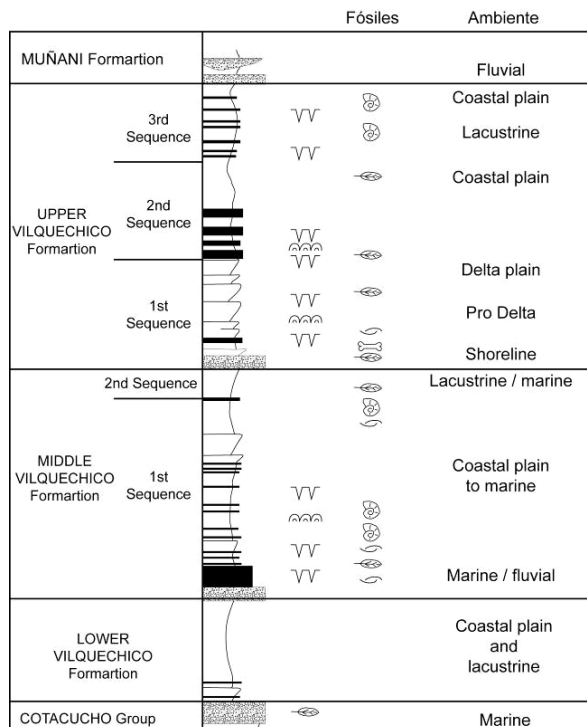 Fósiles Ambiente
MUÑANI Formartion
Fluvial
3rd
Sequence
Coastal plain
Lacustrine
UPPER
VILQUECHICO
Formartion
2nd
Sequence
Coastal plain
1st
Sequence
Delta plain
Pro Delta
Shoreline
2nd Sequence
Lacustrine / marine
MIDDLE
VILQUECHICO
Formartion
1st
Sequence
Coastal plain
to marine
Marine / fluvial
LOWER
VILQUECHICO
Formartion
Coastal plain
and
lacustrine
COTACUCHO Group
Marine